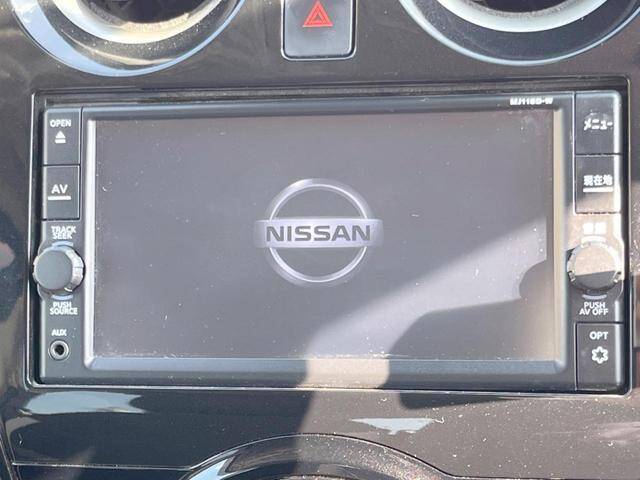 MJ116D-W
OPEN
AV
TRACK
SEEK
PUSH
SOURCE
AUX
NISSAN
メニュー
現在地
音量
PUSH
AV OFF
OPT